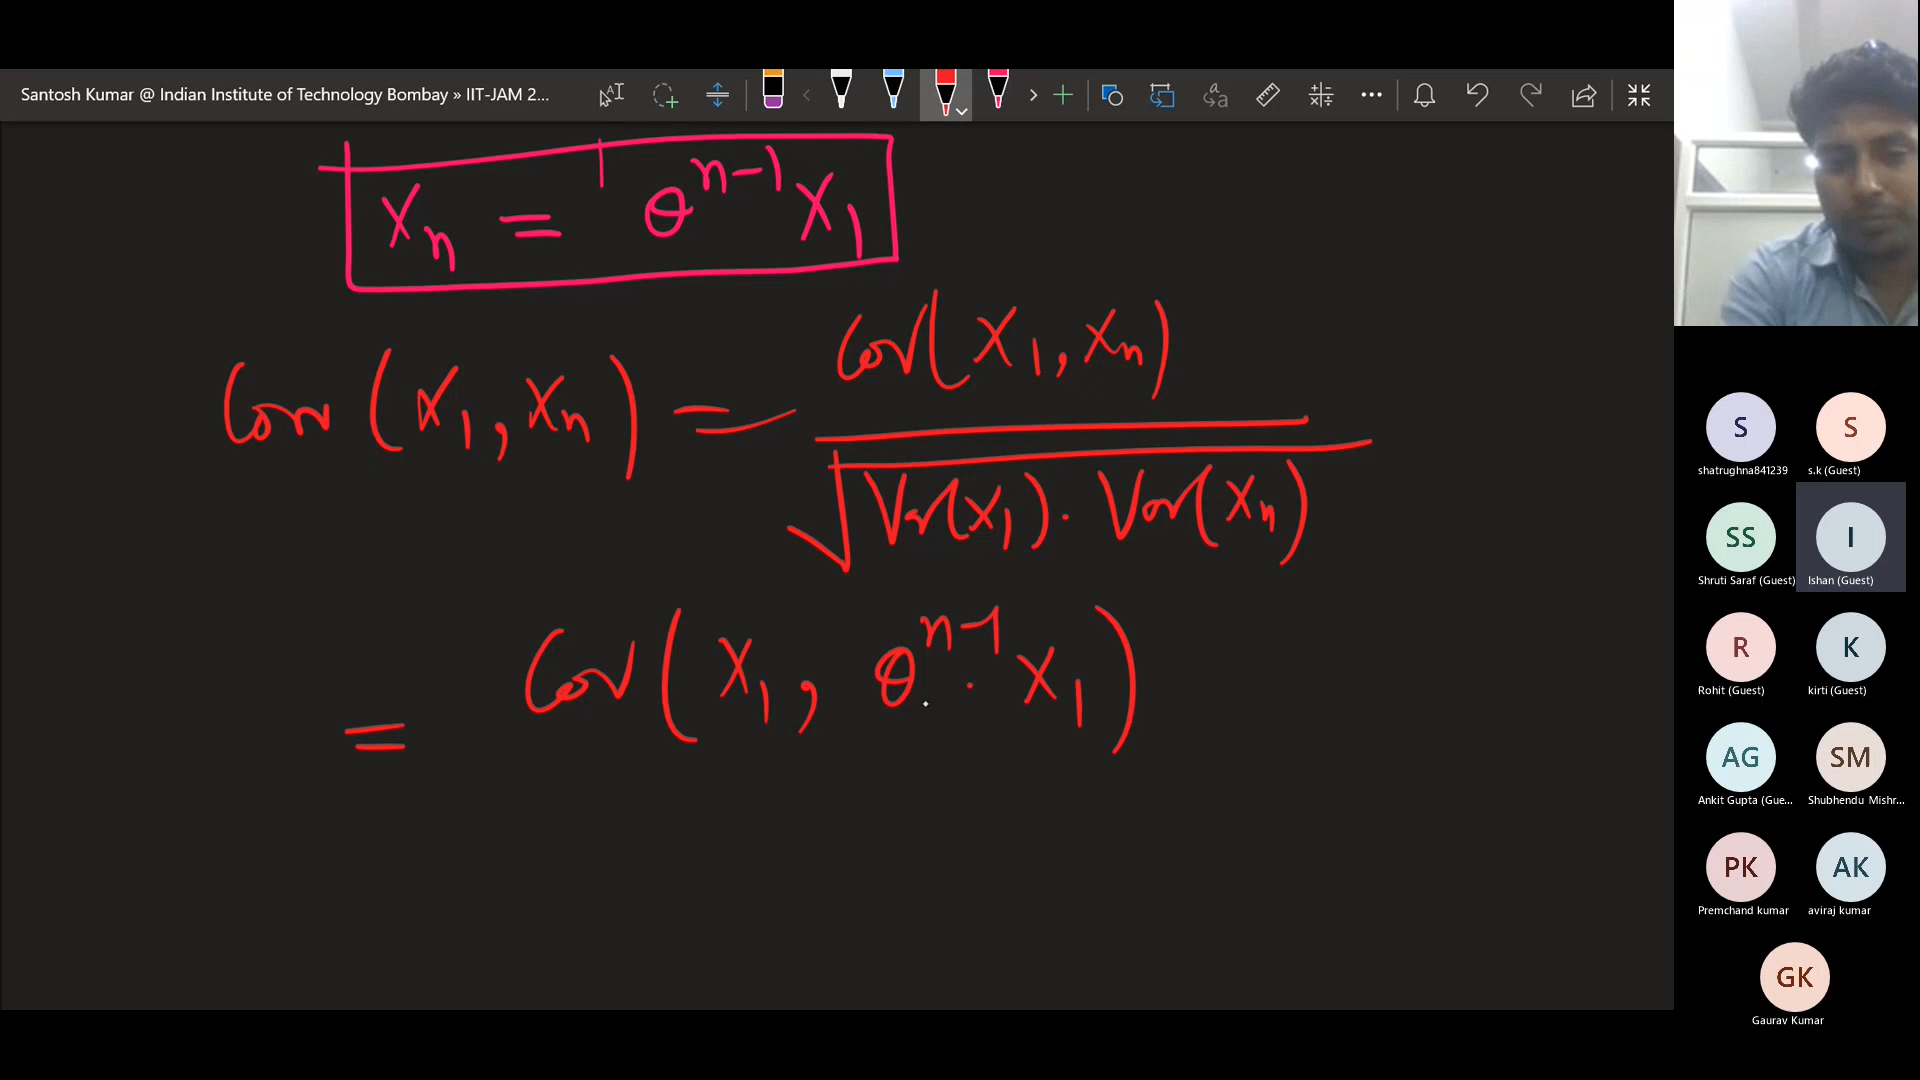 Santosh Kumar @ Indian Institute of Technology Bombay » IIT-JAM 2...
Xn = θ^(n-1) X1
Corr (X1, Xn) = Cov(X1, Xn)
√Var(X1) . Var(Xn)
= Cov(X1, θ^(n-1) . X1)
S
shatrughna841239
S
s.k (Guest)
SS
Shruti Saraf (Guest)
I
Ishan (Guest)
R
Rohit (Guest)
K
kirti (Guest)
AG
Ankit Gupta (Gue...
SM
Shubhendu Mishr...
PK
Premchand kumar
AK
aviraj kumar
GK
Gaurav Kumar